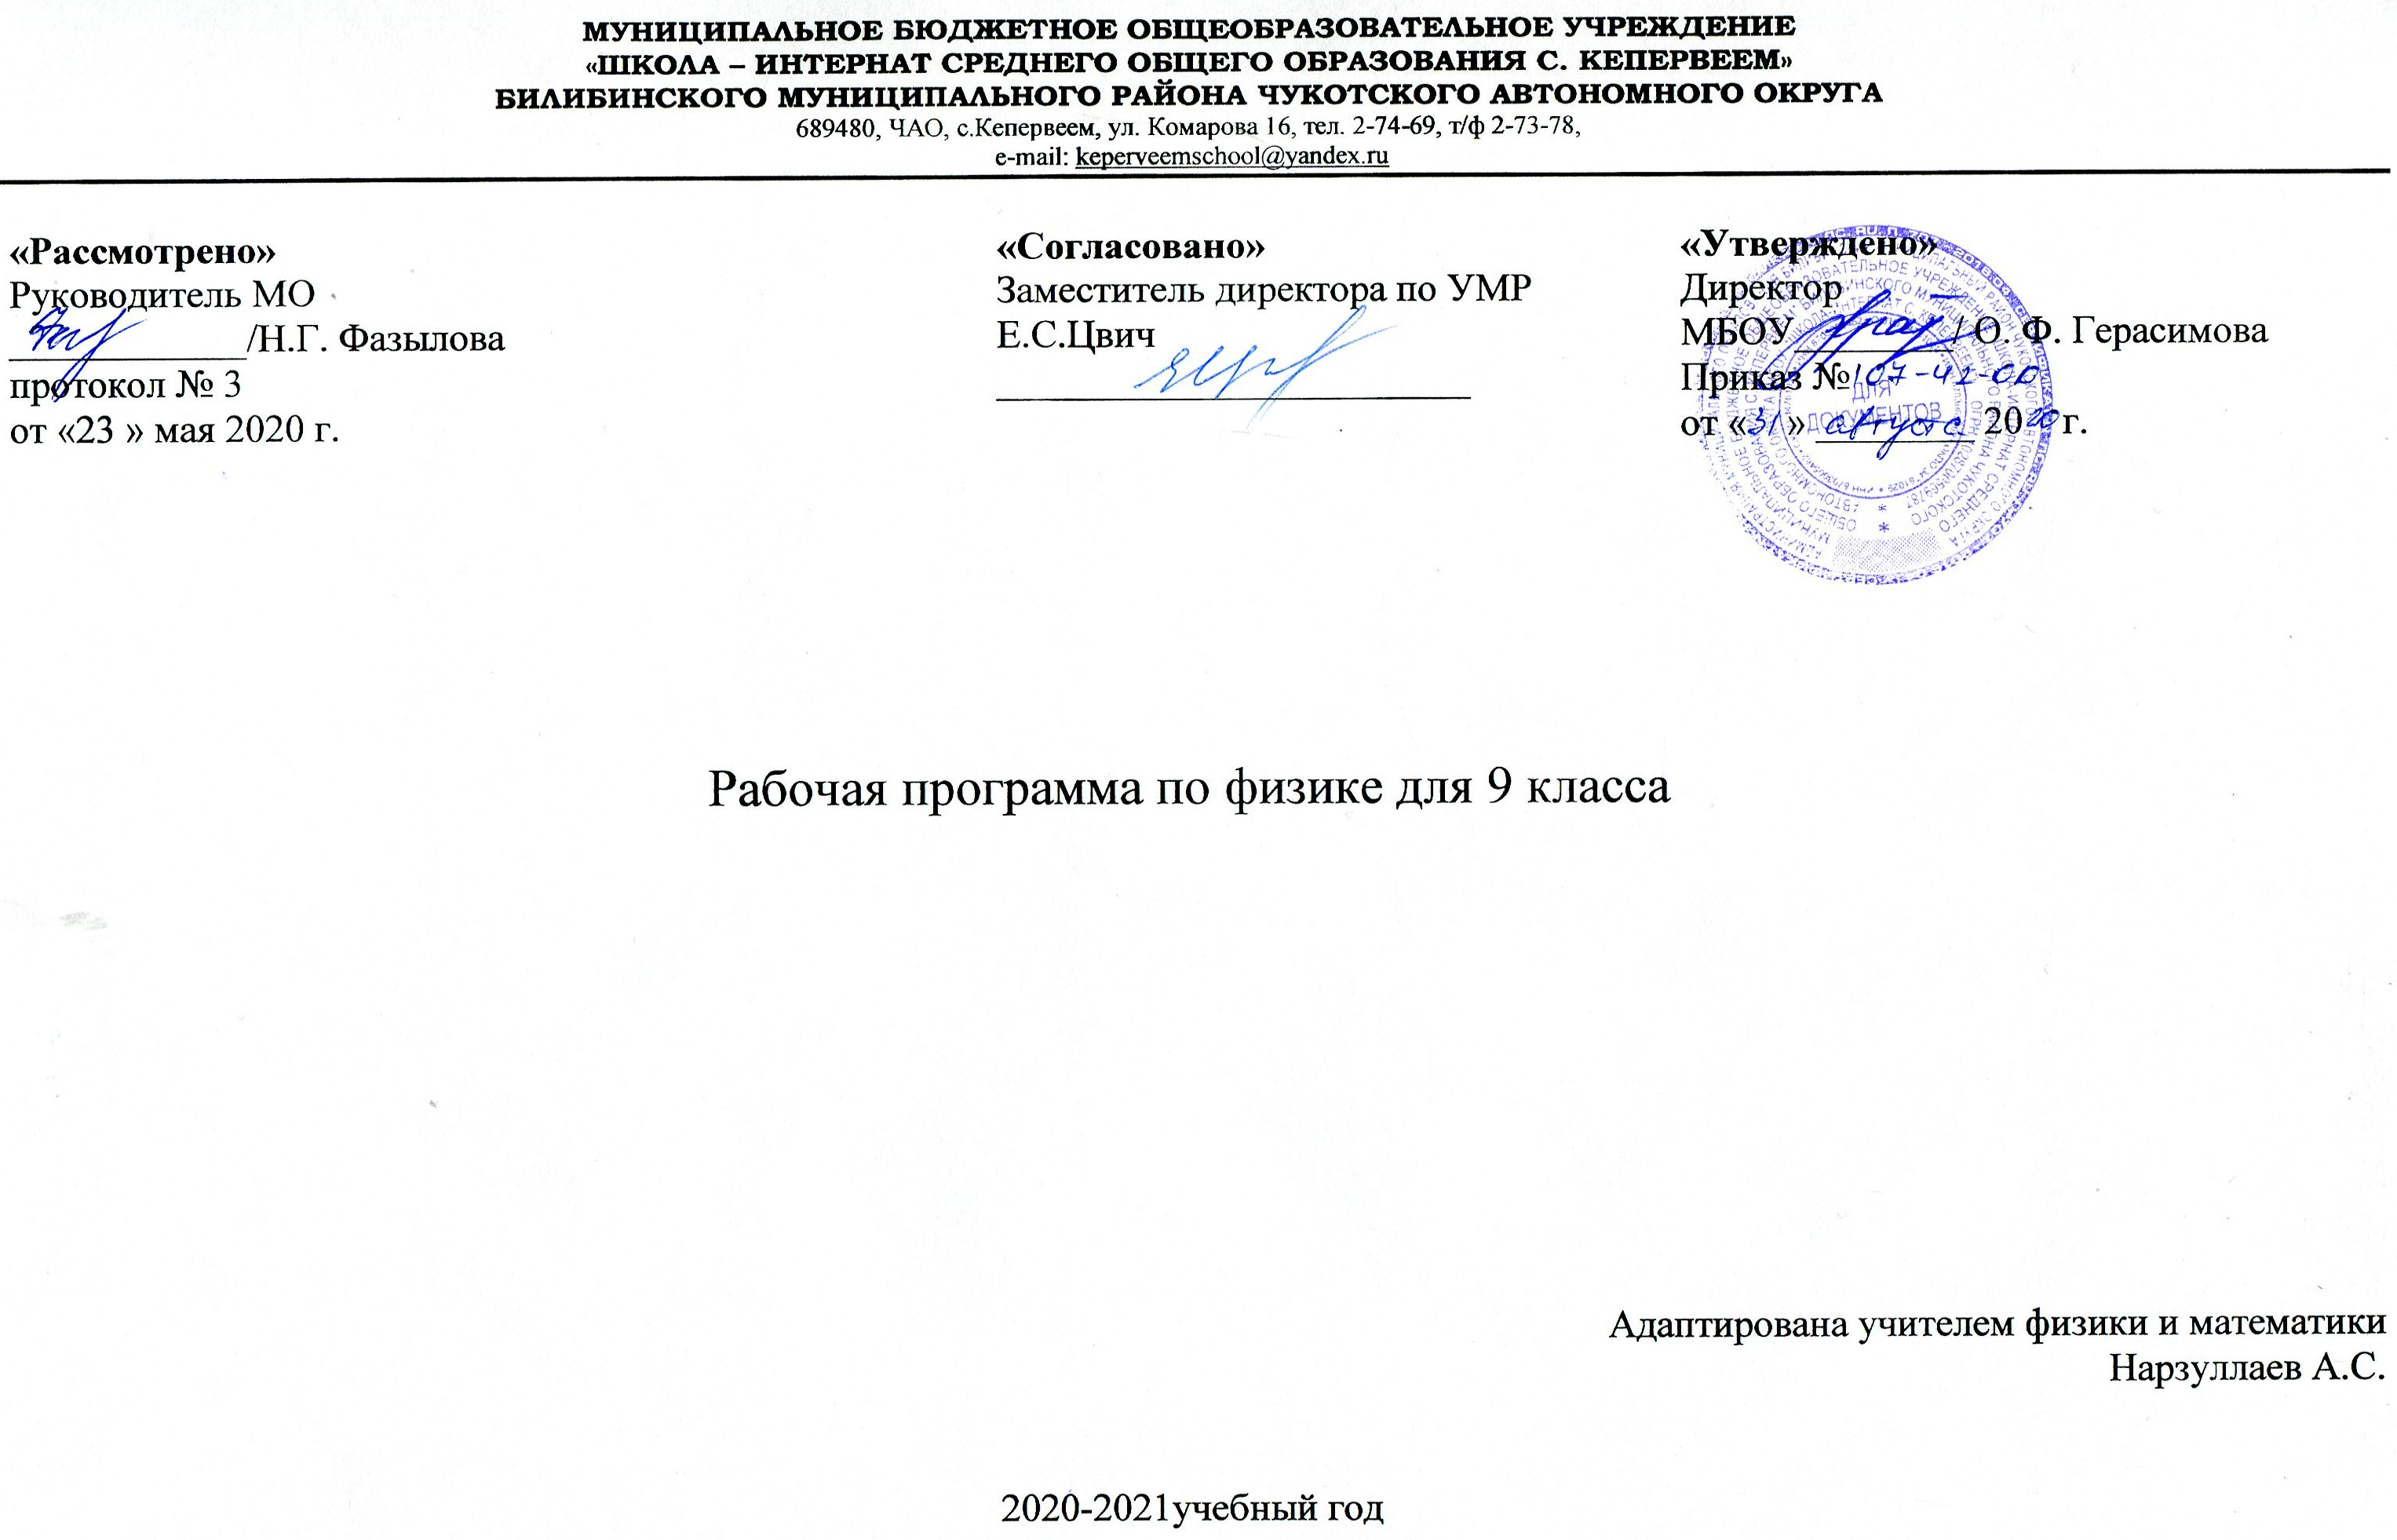 МУНИЦИПАЛЬНОЕ БЮДЖЕТНОЕ ОБЩЕОБРАЗОВАТЕЛЬНОЕ УЧРЕЖДЕНИЕ
«ШКОЛА – ИНТЕРНАТ СРЕДНЕГО ОБЩЕГО ОБРАЗОВАНИЯ С. КЕПЕРВЕЕМ»
БИЛИБИНСКОГО МУНИЦИПАЛЬНОГО РАЙОНА ЧУКОТСКОГО АВТОНОМНОГО ОКРУГА
689480, ЧАО, с.Кепервеем, ул. Комарова 16, тел. 2-74-69, т/ф 2-73-78,
e-mail: keperveemschool@yandex.ru
«Рассмотрено»
Руководитель МО
/Н.Г. Фазылова
протокол № 3
от «23 » мая 2020 г.
«Согласовано»
Заместитель директора по УМР
Е.С.Цвич
«Утверждено»
Директор
МБОУ / О. Ф. Герасимова
Приказ №107-42-ОД
от «31» августа 2020 г.
ДЛЯ
ДОКУМЕНТОВ
Рабочая программа по физике для 9 класса
Адаптирована учителем физики и математики
Нарзуллаев А.С.
2020-2021учебный год